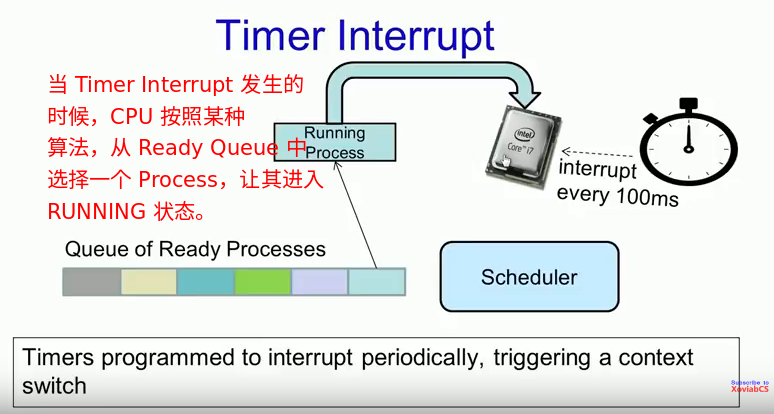 Timer Interrupt
当 Timer Interrupt 发生的
时候，CPU 按照某种
算法，从 Ready Queue 中
选择一个 Process，让其进入
RUNNING 状态。
Running
Process
intel
Core™ i7
interrupt
every 100ms
Queue of Ready Processes
Scheduler
Timers programmed to interrupt periodically, triggering a context
switch
Subscribe to
XoviabCS